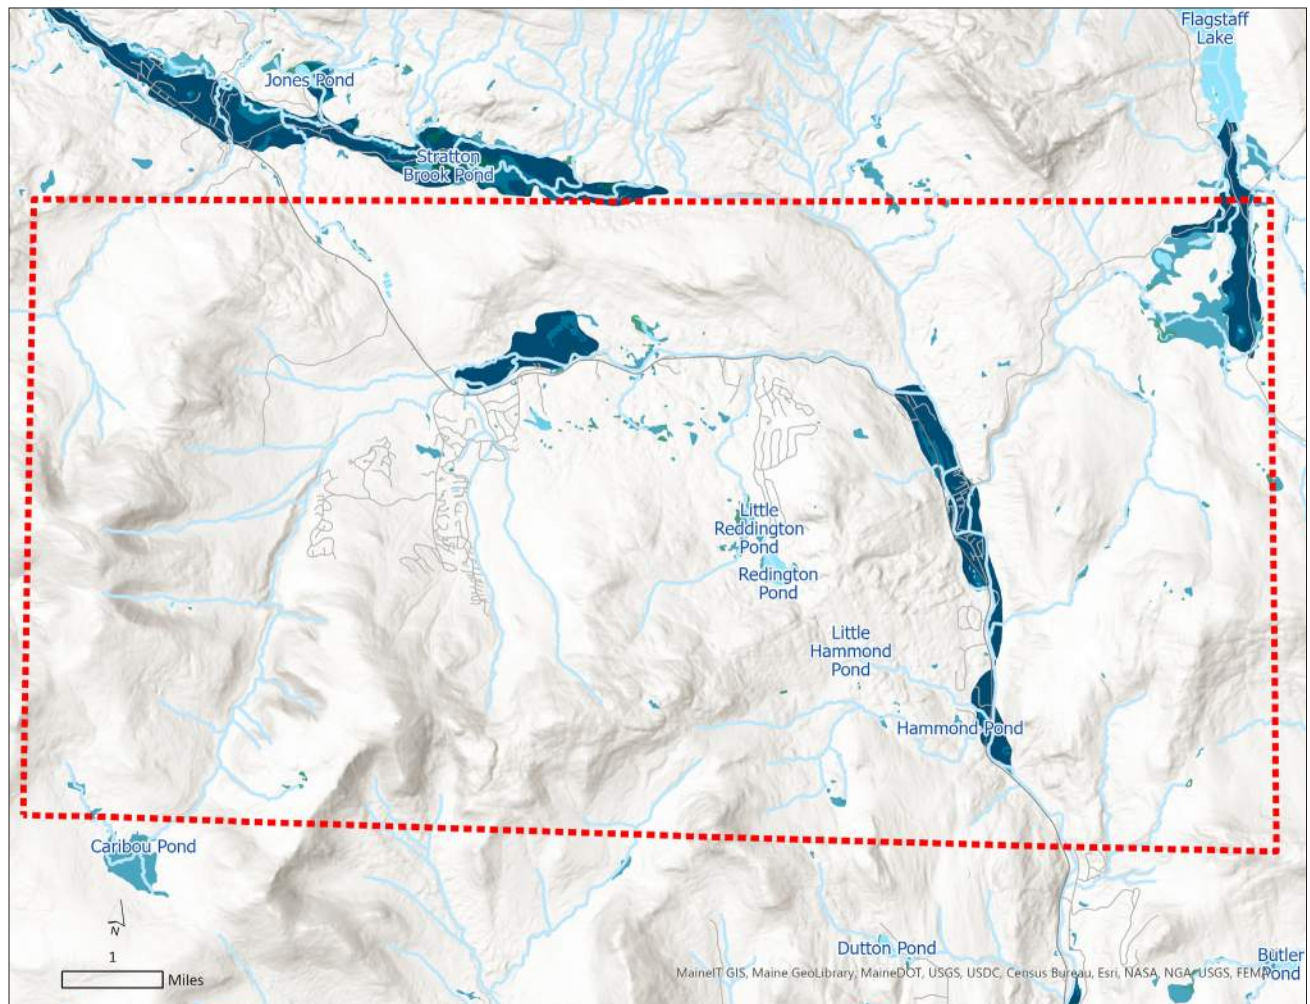 Flagstaff
Lake
Jones Pond
Stratton
Brook Pond
Little
Reddington
Pond
Redington
Pond
Little
Hammond
Pond
Hammond Pond
Caribou Pond
N
1
Miles
Dutton Pond
Butler
Pond
MaineIT GIS, Maine GeoLibrary, MaineDOT, USGS, USDC, Census Bureau, Esri, NASA, NGA, USGS, FEMA